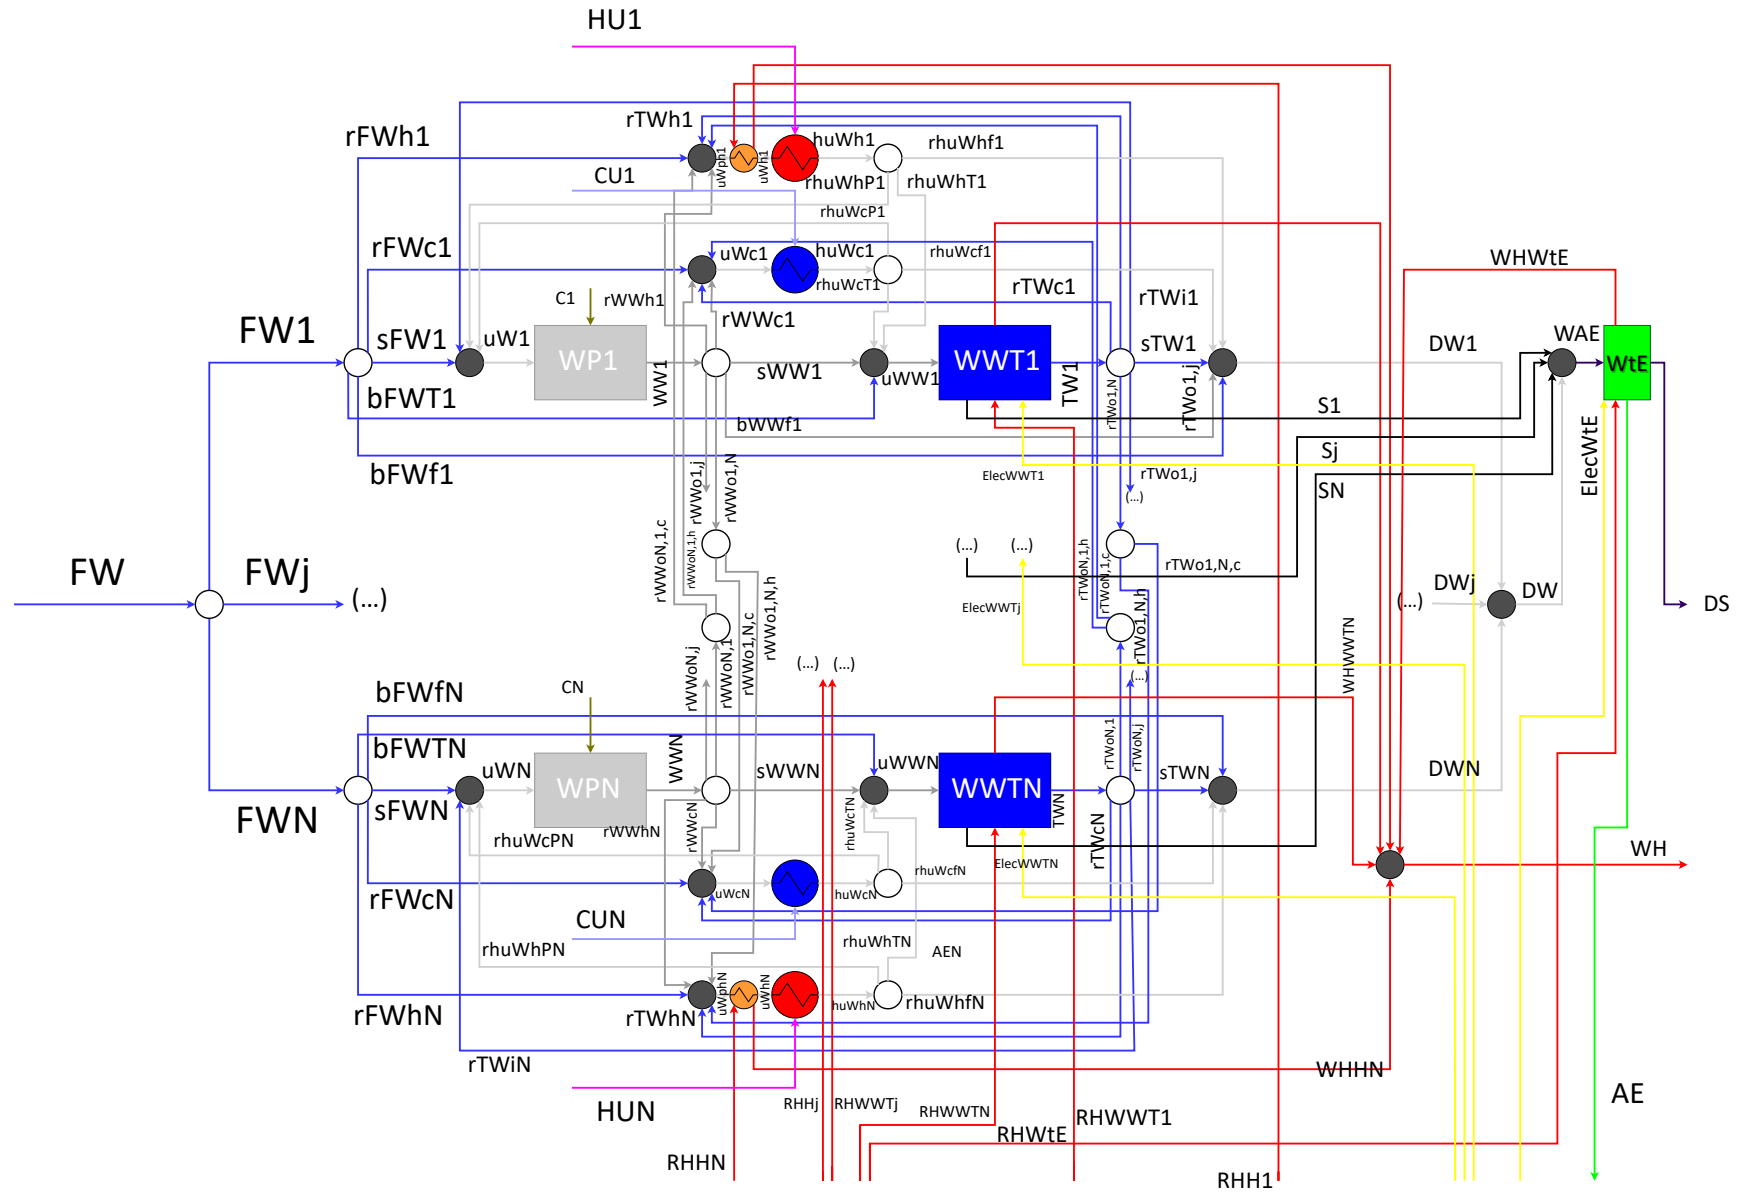 HU1
rTWh1
rFWh1
uWph1
uWh1
huWh1
rhuWhf1
CU1
rhuWhP1
rhuWhT1
rhuWcP1
rFWc1
uWc1
huWc1
rhuWcf1
rhuWcT1
WHWtE
C1
rWWh1
rWWc1
rTWc1
rTWi1
FW1
sFW1
uW1
WP1
WW1
sWW1
uWW1
WWT1
TW1
sTW1
DW1
WAE
WtE
bFWT1
bWWf1
rTWo1,N
rTWo1,j
S1
bFWf1
rWWo1,j
rWWo1,N
ElecWWT1
rTWo1,j
(...)
Sj
SN
ElecWtE
rWWoN,1,c
rWWoN,1,h
(...)
(...)
rTWoN,1,h
rTWoN,1,c
rTWo1,N,c
FW
FWj
(...)
ElecWWTj
(...)
DWj
DW
DS
rWWoN,j
rWWoN,1
rWWo1,N,c
rWWo1,N,h
rTWo1,N,h
(...)
(...)
(...)
WHWWTN
bFWfN
CN
bFWTN
WWN
rTWoN,1
rTWoN,j
uWN
WPN
sWWN
uWWN
WWTN
TWN
sTWN
DWN
FWN
sFWN
rhuWcPN
rWWhN
rWWcN
rhuWcTN
ElecWWTN
rTWcN
WH
rFWcN
uWcN
huWcN
rhuWcfN
CUN
rhuWhPN
rhuWhTN
AEN
uWphN
uWhN
huWhN
rhuWhfN
rFWhN
rTWhN
rTWiN
WHHN
HUN
RHHj
RHWWTj
RHWWTN
RHWWT1
RHWtE
AE
RHHN
RHH1